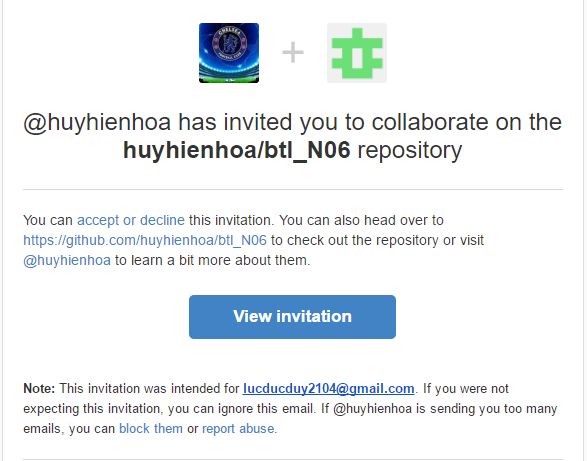 CHELSEA
@huyhienhoa has invited you to collaborate on the
huyhienhoa/btl_N06 repository
You can accept or decline this invitation. You can also head over to
https://github.com/huyhienhoa/btl_N06 to check out the repository or visit
@huyhienhoa to learn a bit more about them.
View invitation
Note: This invitation was intended for lucducduy2104@gmail.com. If you were not
expecting this invitation, you can ignore this email. If @huyhienhoa is sending you too many
emails, you can block them or report abuse.